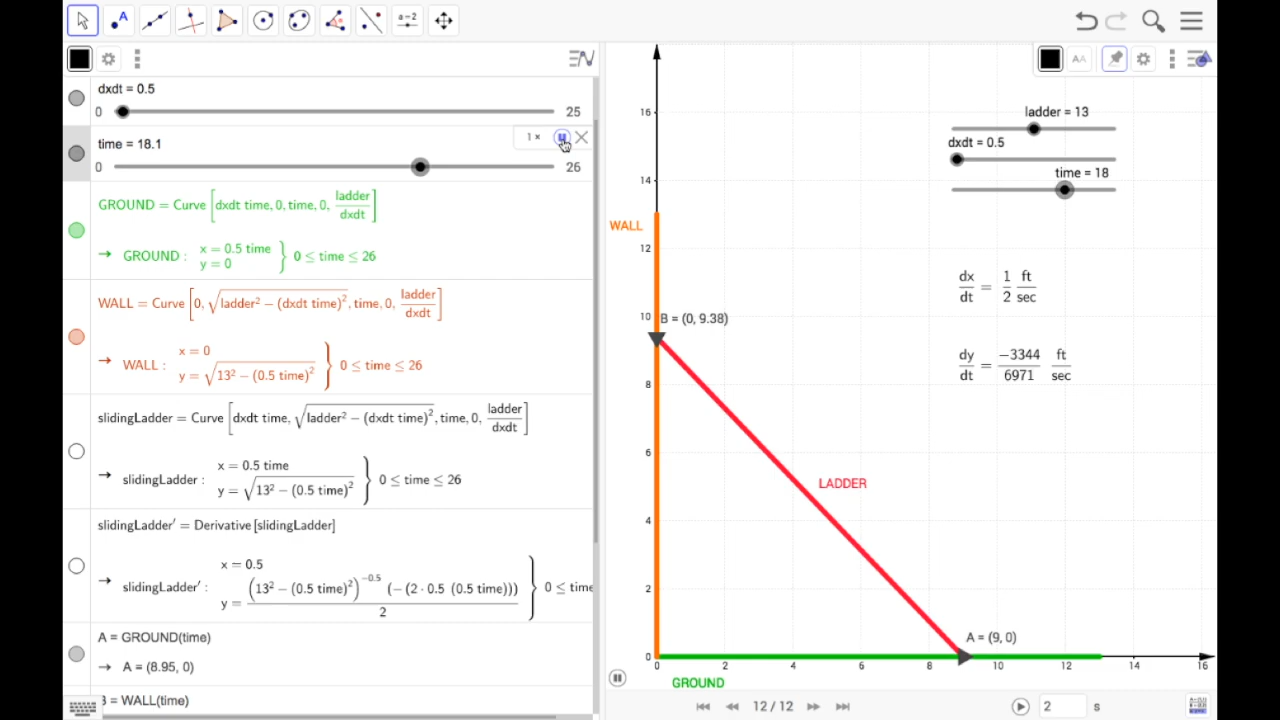 a=2
dxdt = 0.5
0
25
time = 18.1
1 ×
0
26
GROUND = Curve [dxdt time, 0, time, 0, ladder/dxdt]
→ GROUND : x = 0.5 time
y = 0 } 0 ≤ time ≤ 26
WALL = Curve [0, √(ladder² − (dxdt time)²), time, 0, ladder/dxdt]
→ WALL : x = 0
y = √(13² − (0.5 time)²) } 0 ≤ time ≤ 26
slidingLadder = Curve [dxdt time, √(ladder² − (dxdt time)²), time, 0, ladder/dxdt]
→ slidingLadder : x = 0.5 time
y = √(13² − (0.5 time)²) } 0 ≤ time ≤ 26
slidingLadder′ = Derivative [slidingLadder]
→ slidingLadder′ : x = 0.5
y = (13² − (0.5 time)²)^−0.5 (− (2 · 0.5 (0.5 time))) / 2 } 0 ≤ time
A = GROUND(time)
→ A = (8.95, 0)
= WALL(time)
AA
ladder = 13
dxdt = 0.5
time = 18
dx/dt = 1/2 ft/sec
dy/dt = −3344/6971 ft/sec
16
14
WALL
12
10
B = (0, 9.38)
8
6
LADDER
4
2
A = (9, 0)
0
0 2 4 6 8 10 12 14 16
GROUND
12 / 12
2 s